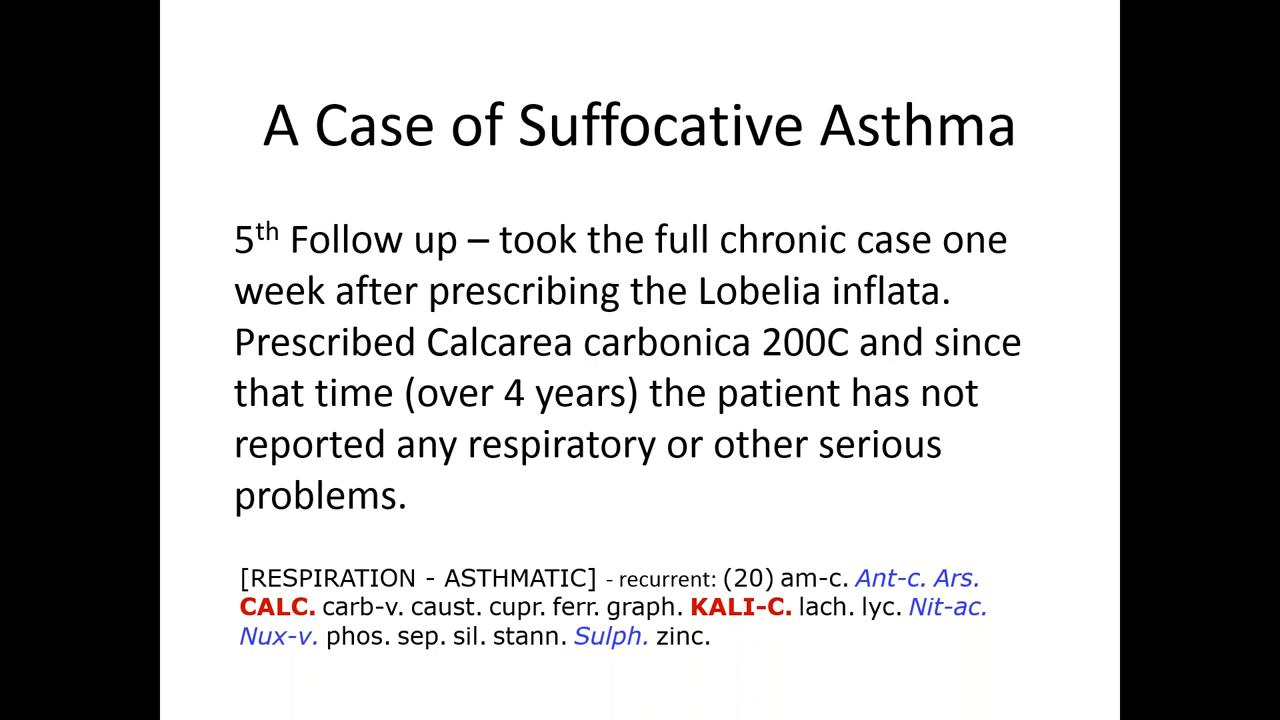 A Case of Suffocative Asthma
5th Follow up – took the full chronic case one
week after prescribing the Lobelia inflata.
Prescribed Calcarea carbonica 200C and since
that time (over 4 years) the patient has not
reported any respiratory or other serious
problems.
[RESPIRATION - ASTHMATIC] - recurrent: (20) am-c. Ant-c. Ars.
CALC. carb-v. caust. cupr. ferr. graph. KALI-C. lach. lyc. Nit-ac.
Nux-v. phos. sep. sil. stann. Sulph. zinc.